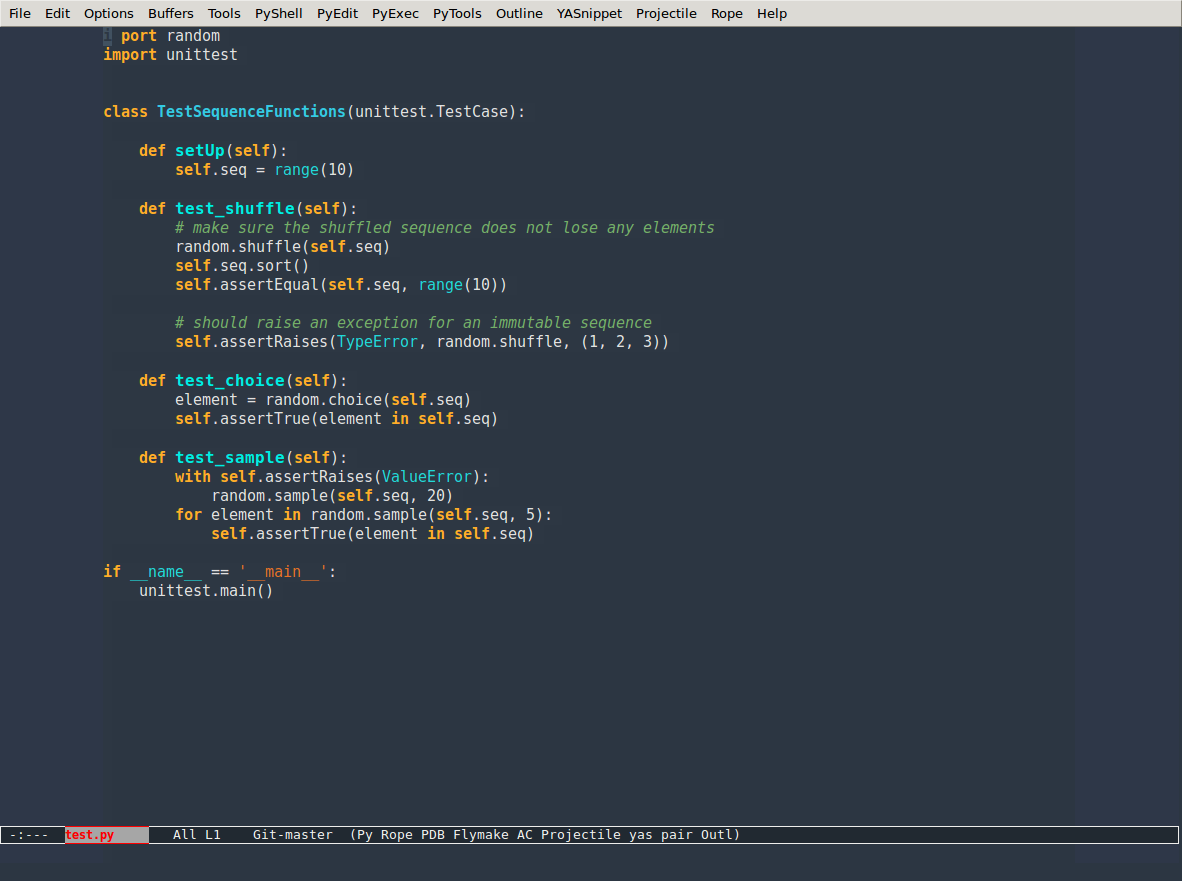 File Edit Options Buffers Tools PyShell PyEdit PyExec PyTools Outline YASnippet Projectile Rope Help
i port random
import unittest
class TestSequenceFunctions(unittest.TestCase):
    def setUp(self):
        self.seq = range(10)
    def test_shuffle(self):
        # make sure the shuffled sequence does not lose any elements
        random.shuffle(self.seq)
        self.seq.sort()
        self.assertEqual(self.seq, range(10))
        # should raise an exception for an immutable sequence
        self.assertRaises(TypeError, random.shuffle, (1, 2, 3))
    def test_choice(self):
        element = random.choice(self.seq)
        self.assertTrue(element in self.seq)
    def test_sample(self):
        with self.assertRaises(ValueError):
            random.sample(self.seq, 20)
        for element in random.sample(self.seq, 5):
            self.assertTrue(element in self.seq)
if __name__ == '__main__':
    unittest.main()
-:--- test.py All L1 Git-master (Py Rope PDB Flymake AC Projectile yas pair Outl)